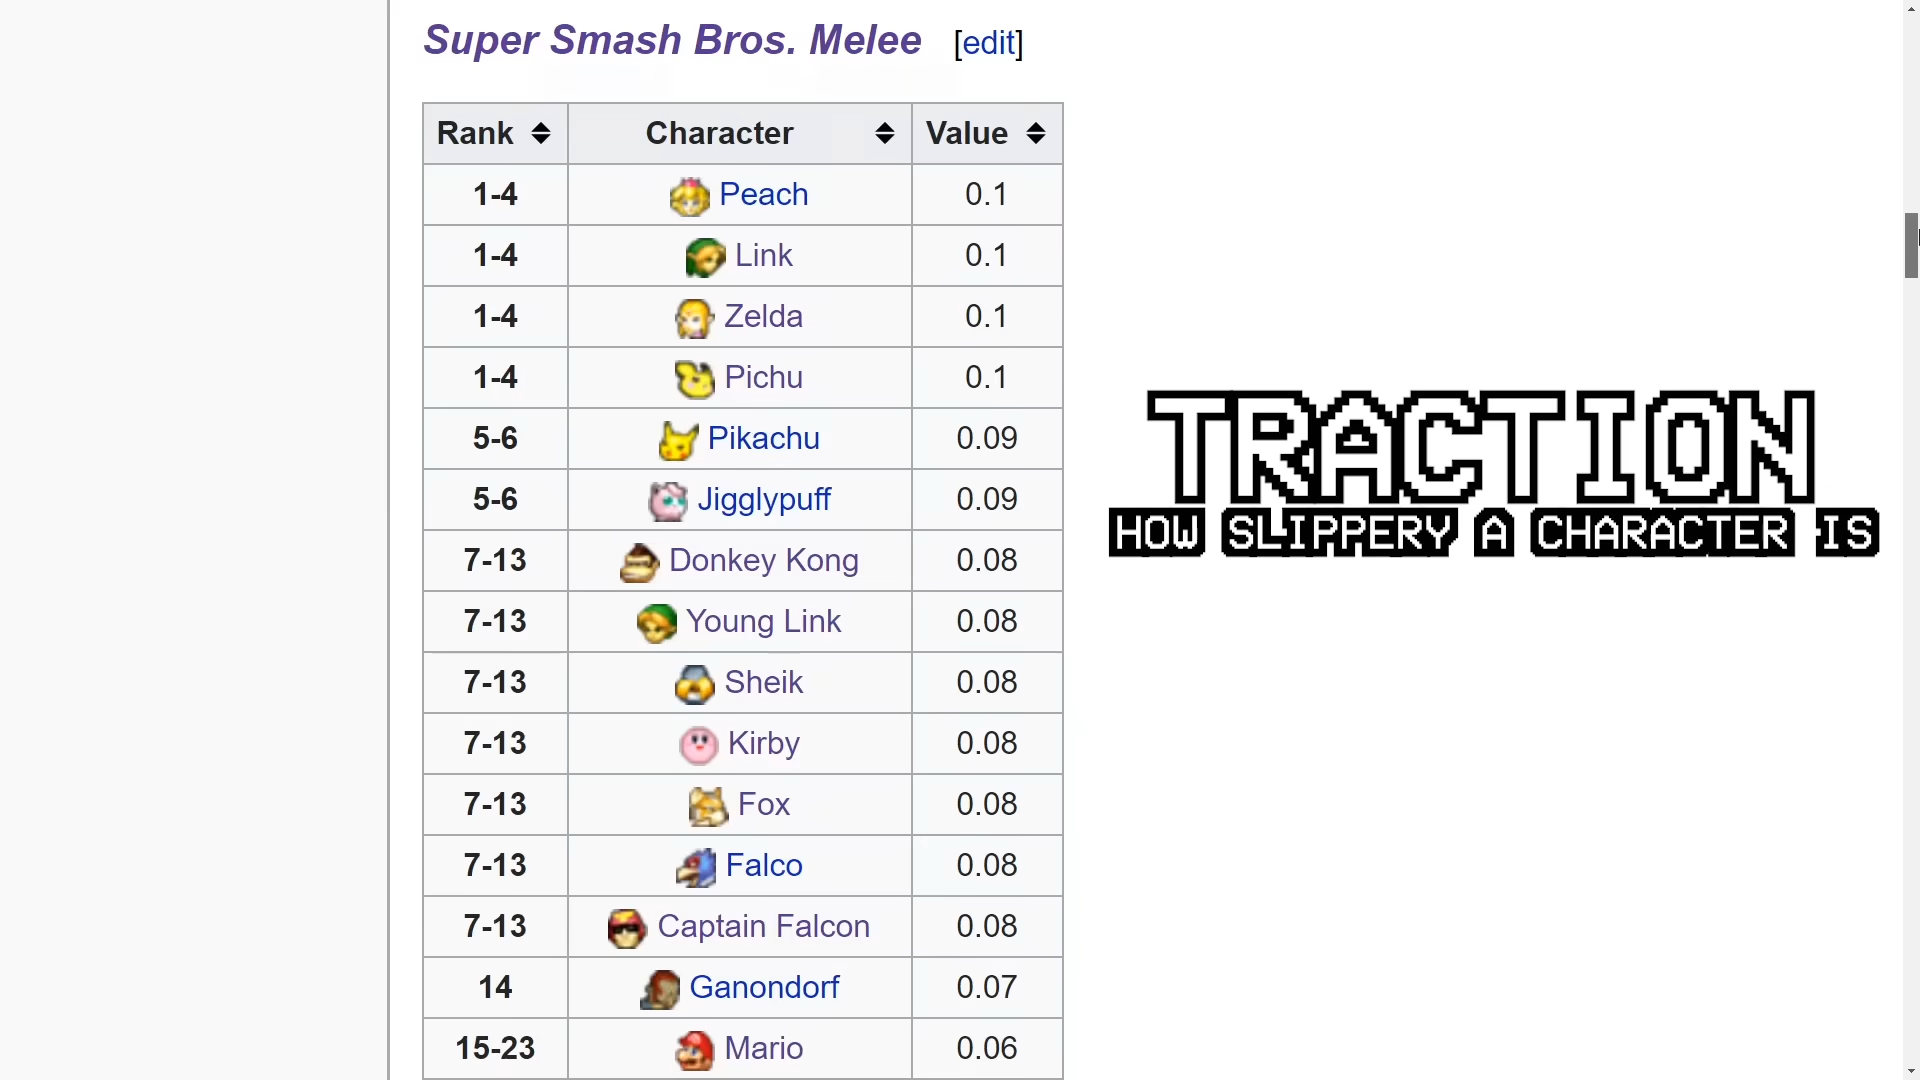 Super Smash Bros. Melee [edit]
Rank Character Value
1-4 Peach 0.1
1-4 Link 0.1
1-4 Zelda 0.1
1-4 Pichu 0.1
5-6 Pikachu 0.09
5-6 Jigglypuff 0.09
7-13 Donkey Kong 0.08
7-13 Young Link 0.08
7-13 Sheik 0.08
7-13 Kirby 0.08
7-13 Fox 0.08
7-13 Falco 0.08
7-13 Captain Falcon 0.08
14 Ganondorf 0.07
15-23 Mario 0.06
TRACTION
HOW SLIPPERY A CHARACTER IS